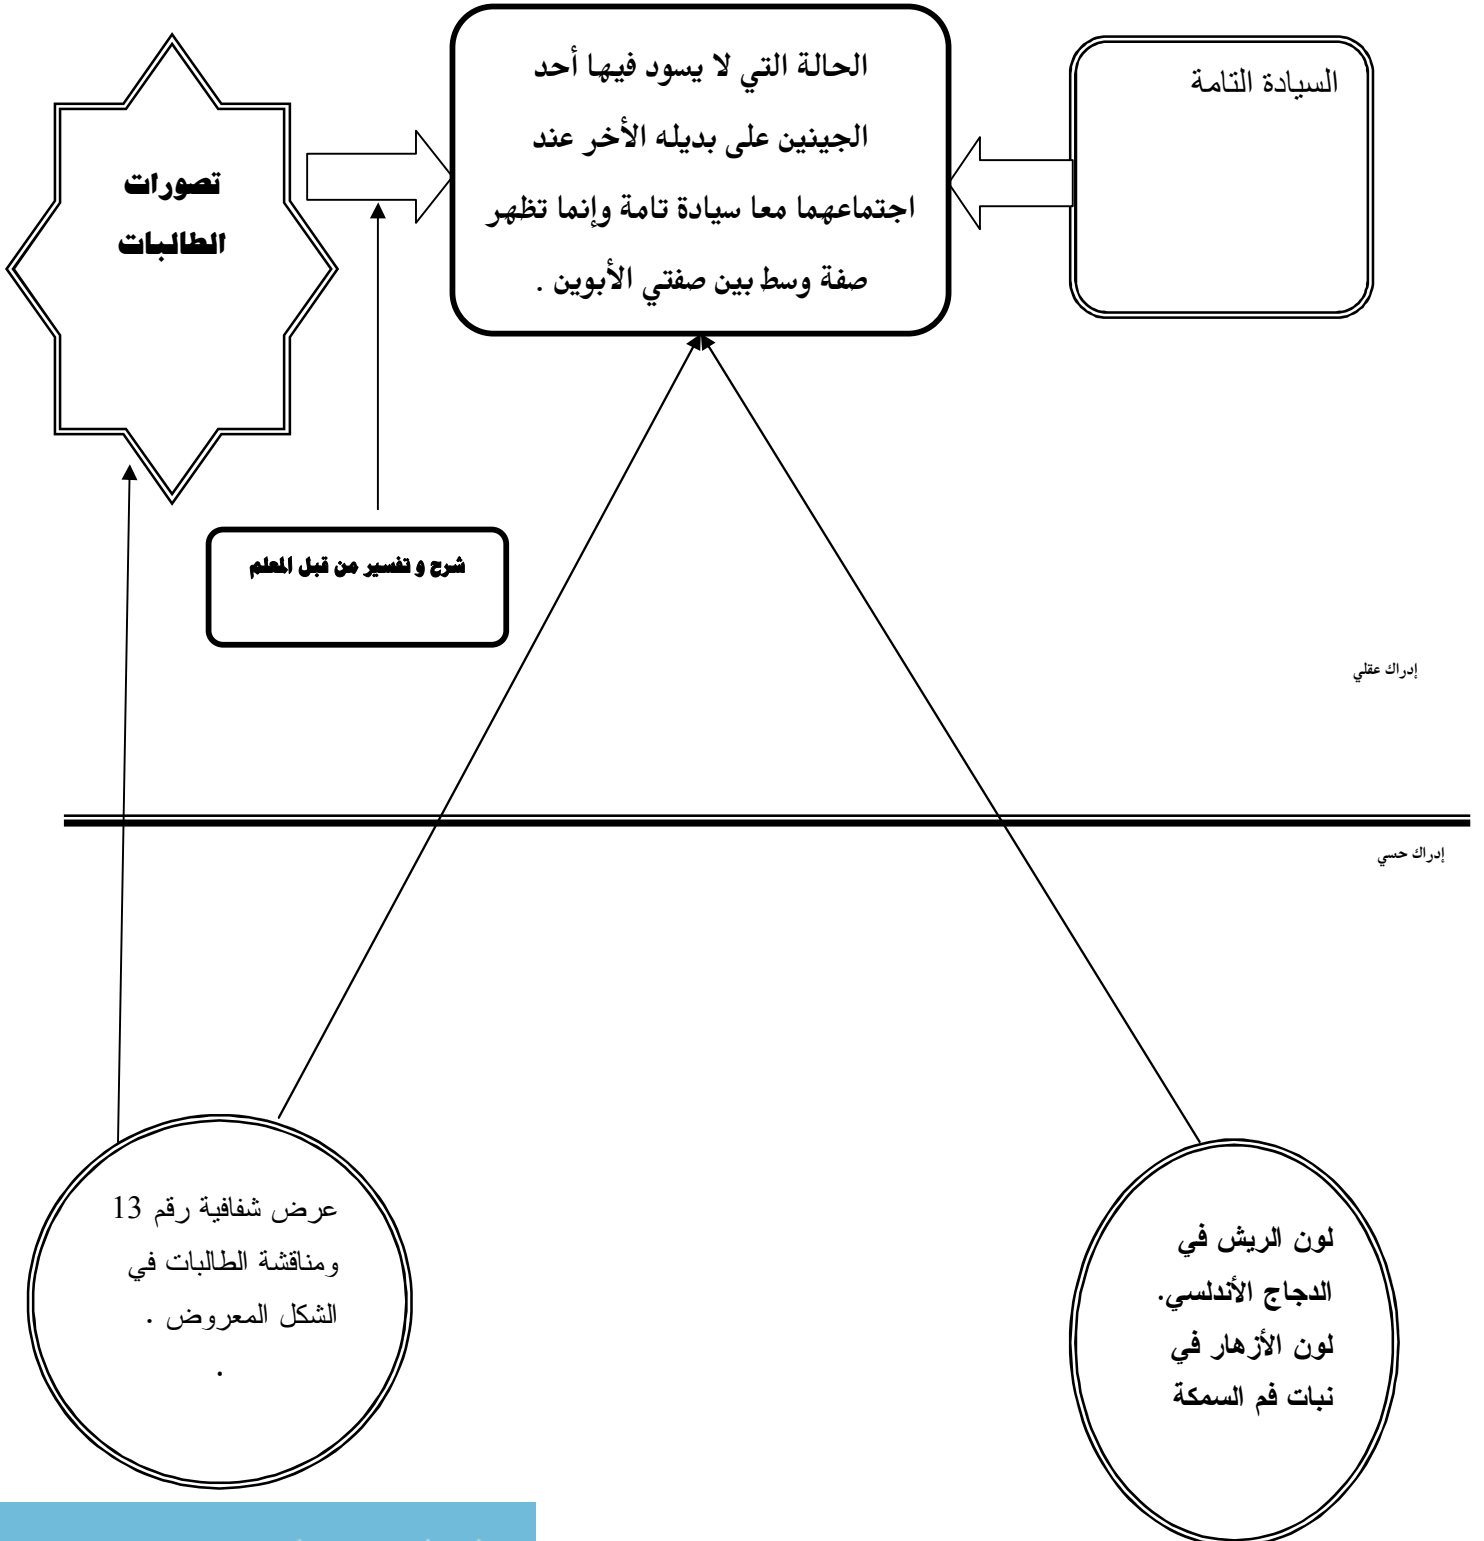 السيادة التامة
الحالة التي لا يسود فيها أحد
الجينين على بديله الأخر عند
اجتماعهما معا سيادة تامة وإنما تظهر
صفة وسط بين صفتي الأبوين .
تصورات
الطالبات
شرح و تفسير من قبل المعلم
إدراك عقلي
إدراك حسي
لون الريش في
الدجاج الأندلسي.
لون الأزهار في
نبات فم السمكة
عرض شفافية رقم 13
ومناقشة الطالبات في
الشكل المعروض .
.